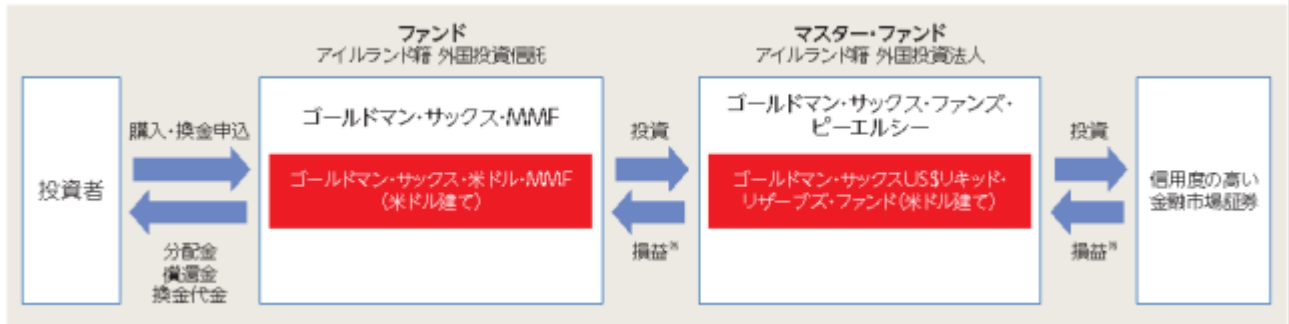 ファンド
アイルランド籍 外国投資信託
マスター・ファンド
アイルランド籍 外国投資法人
投資者
購入・換金申込
分配金
償還金
換金代金
ゴールドマン・サックス・MMF
ゴールドマン・サックス・米ドル・MMF
(米ドル建て)
投資
損益※
ゴールドマン・サックス・ファンズ・
ピーエルシー
ゴールドマン・サックスUS$リキッド・
リザーブズ・ファンド(米ドル建て)
投資
損益※
信用度の高い
金融市場証券